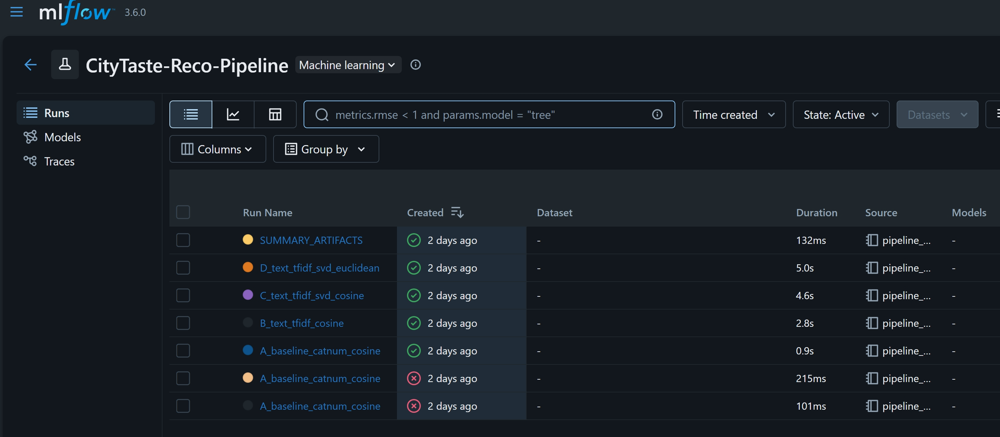 mlflow™ 3.6.0
CityTaste-Reco-Pipeline Machine learning
Runs
Models
Traces
metrics.rmse < 1 and params.model = "tree" Time created State: Active Datasets
Columns Group by
Run Name Created Dataset Duration Source Models
SUMMARY_ARTIFACTS 2 days ago - 132ms pipeline_... -
D_text_tfidf_svd_euclidean 2 days ago - 5.0s pipeline_... -
C_text_tfidf_svd_cosine 2 days ago - 4.6s pipeline_... -
B_text_tfidf_cosine 2 days ago - 2.8s pipeline_... -
A_baseline_catnum_cosine 2 days ago - 0.9s pipeline_... -
A_baseline_catnum_cosine 2 days ago - 215ms pipeline_... -
A_baseline_catnum_cosine 2 days ago - 101ms pipeline_... -